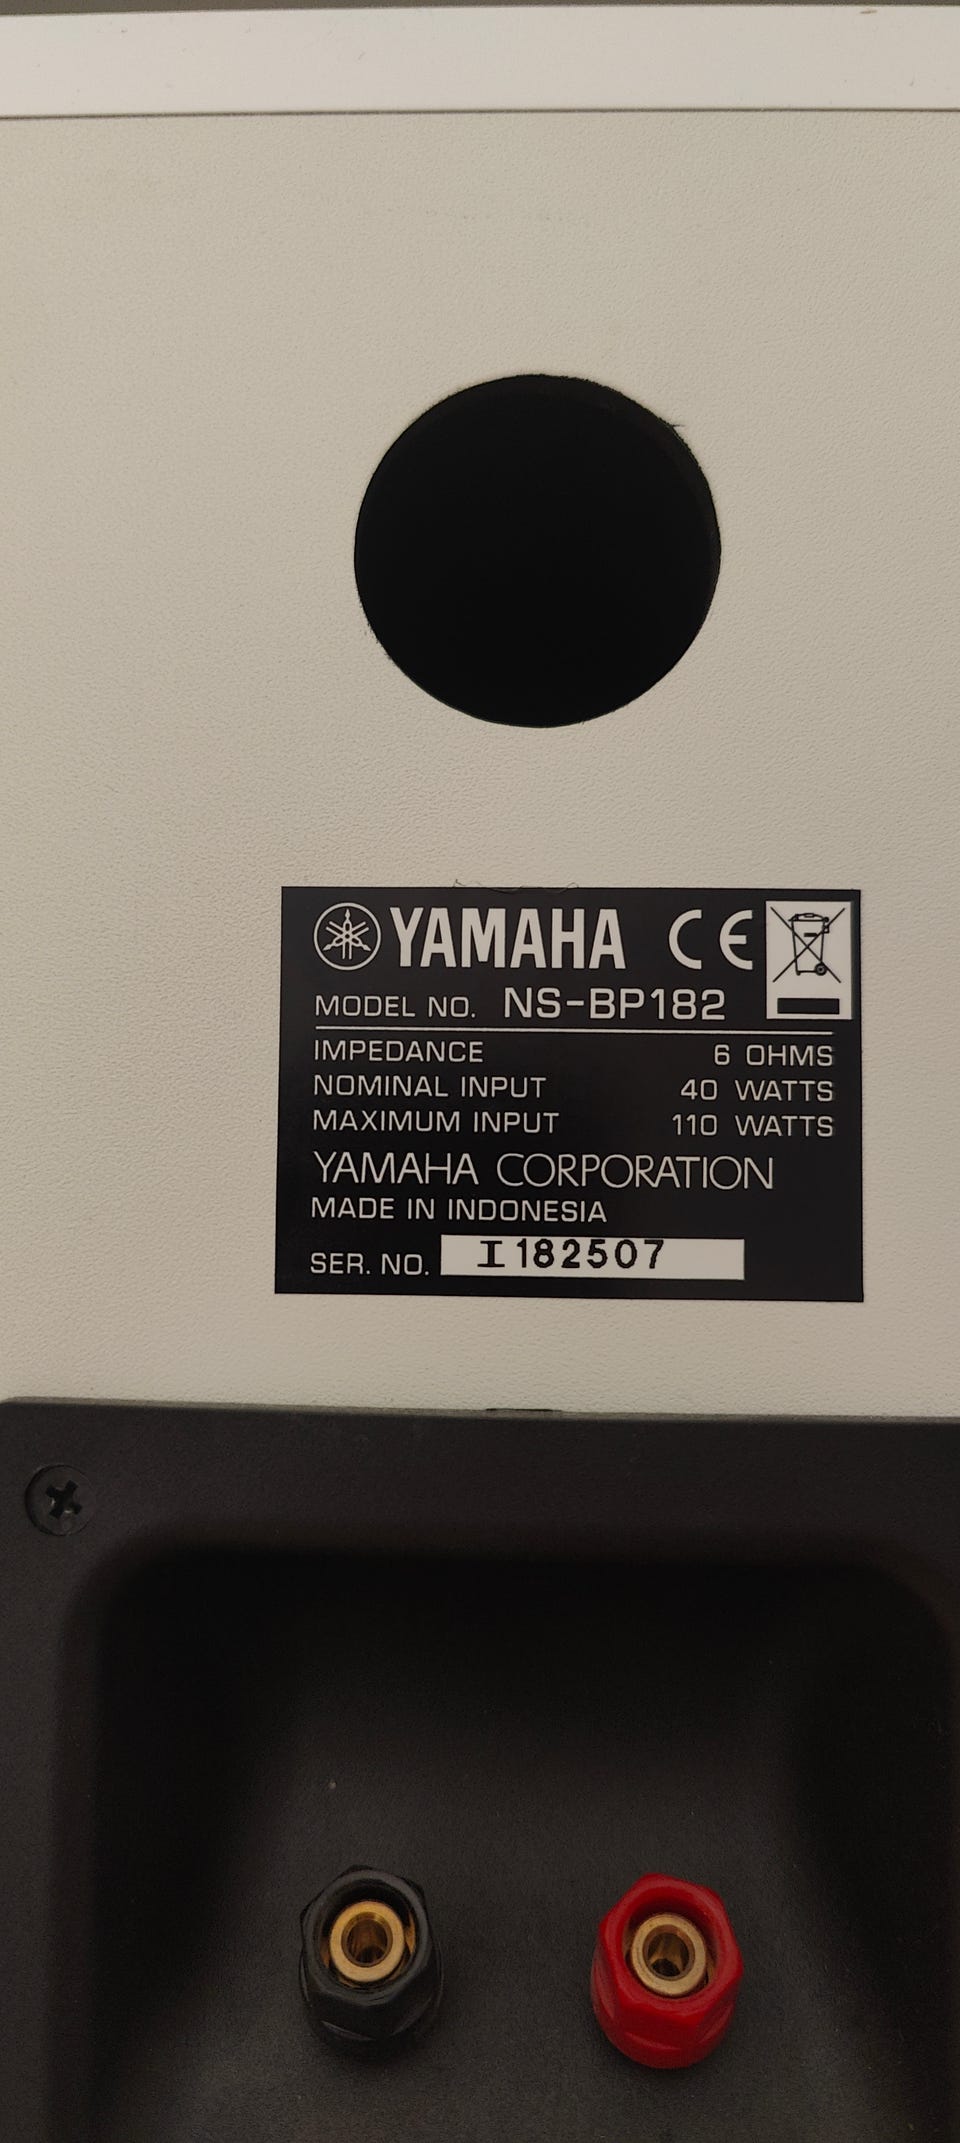 YAMAHA CE
MODEL NO. NS-BP182
IMPEDANCE 6 OHMS
NOMINAL INPUT 40 WATTS
MAXIMUM INPUT 110 WATTS
YAMAHA CORPORATION
MADE IN INDONESIA
SER. NO. I182507